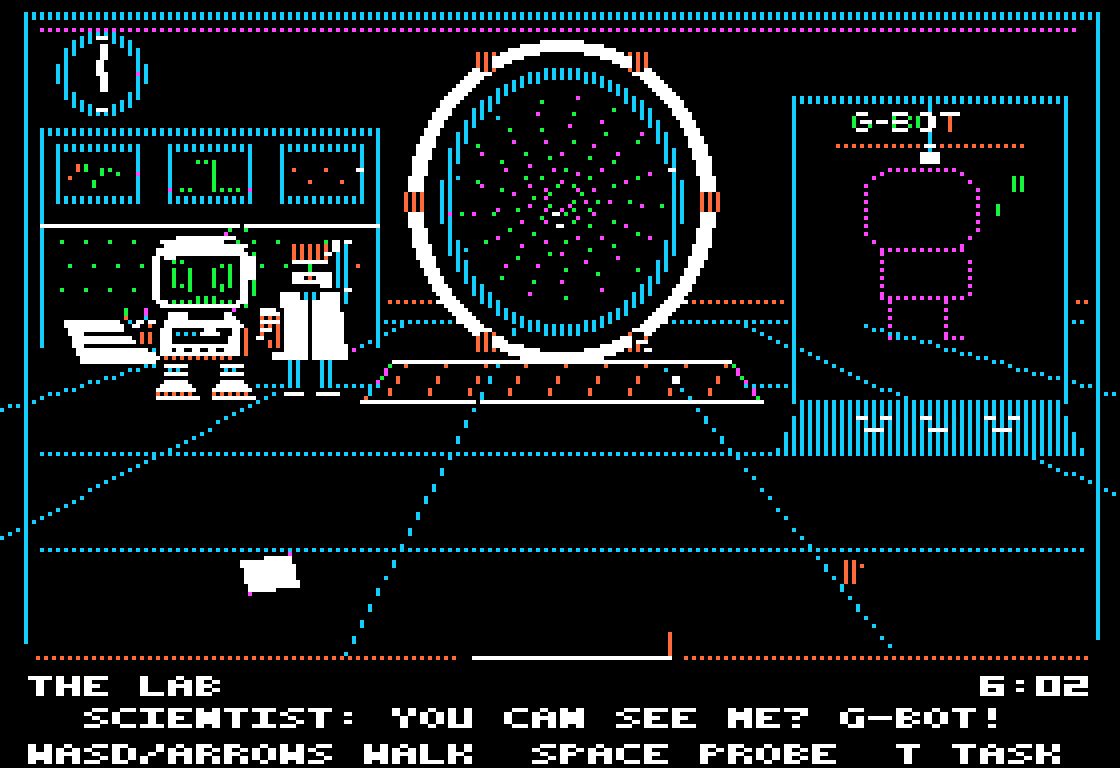 G-BOT
THE LAB 6:02
SCIENTIST: YOU CAN SEE ME? G-BOT!
WASD/ARROWS WALK SPACE PROBE T TASK